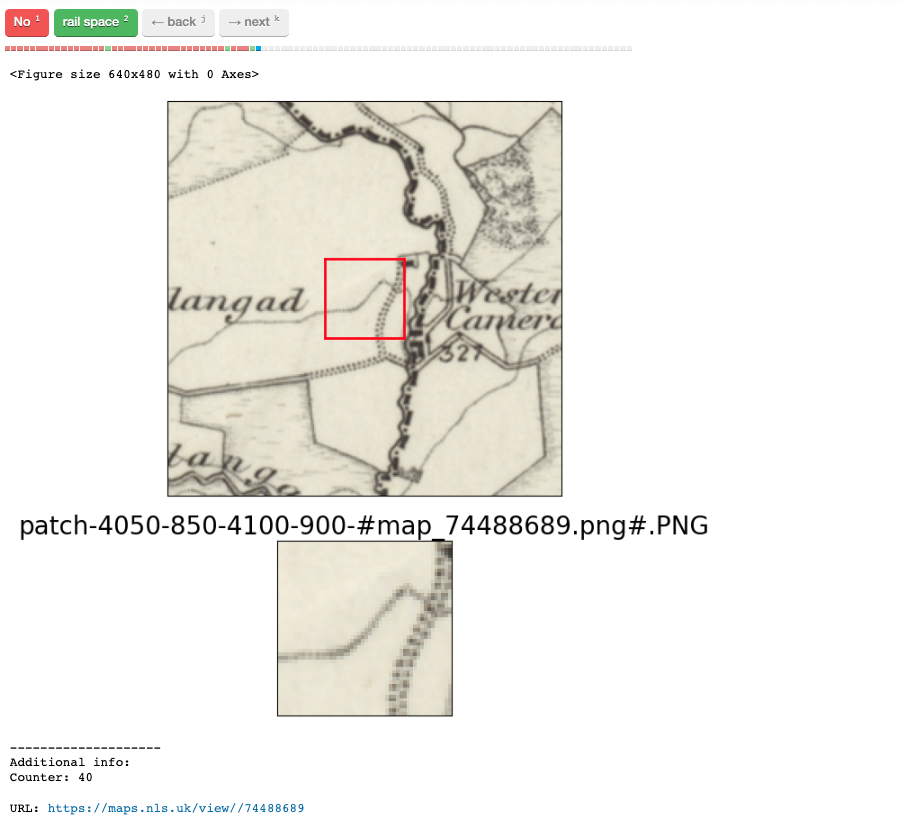 No 1 rail space 2 ← back j → next k
<Figure size 640x480 with 0 Axes>
langad
Wester
Camero
327
lango
patch-4050-850-4100-900-#map_74488689.png#.PNG
--------------------
Additional info:
Counter: 40
URL: https://maps.nls.uk/view//74488689